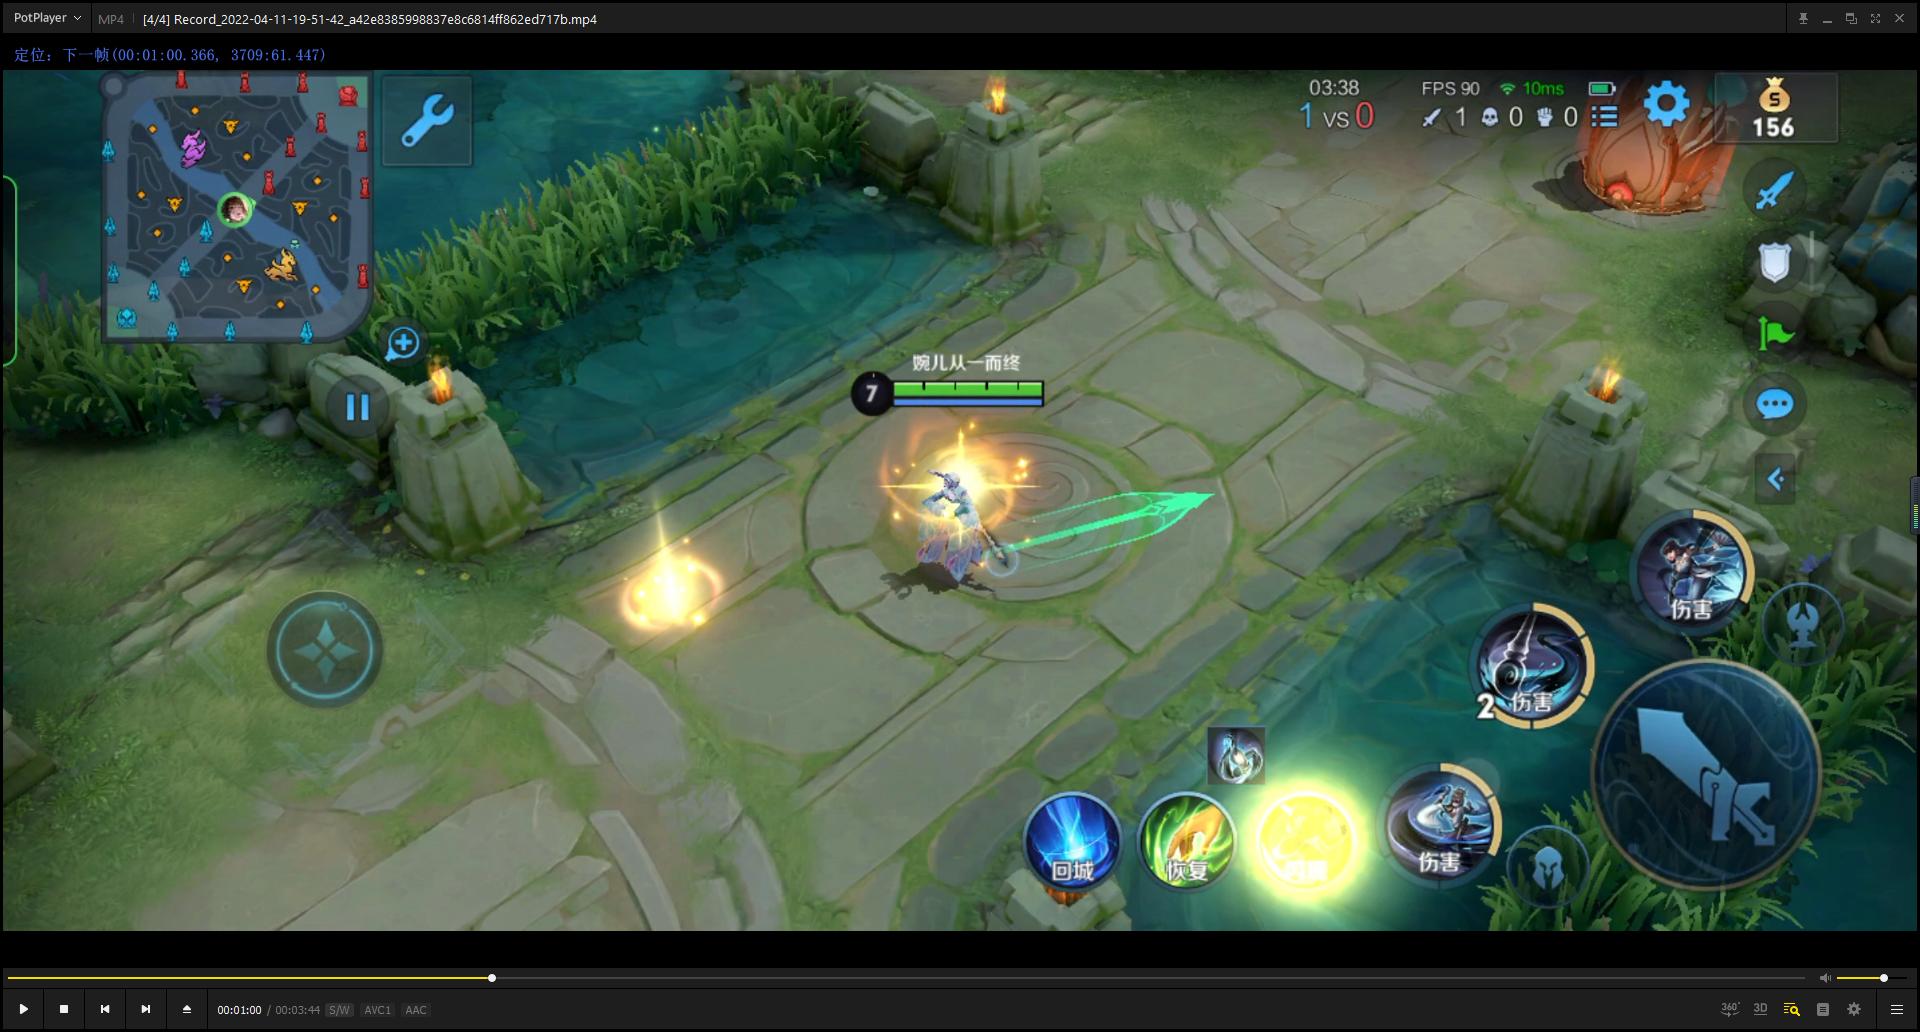 PotPlayer MP4 [4/4] Record_2022-04-11-19-51-42_a42e8385998837e8c6814ff862ed717b.mp4
定位: 下一帧(00:01:00.366, 3709:61.447)
03:38 FPS 90 10ms
1 VS 0 1 0 0
S
156
婉儿从一而终
7
伤害
2 伤害
回城 恢复 伤害
00:01:00 / 00:03:44 S/W AVC1 AAC
360° 3D